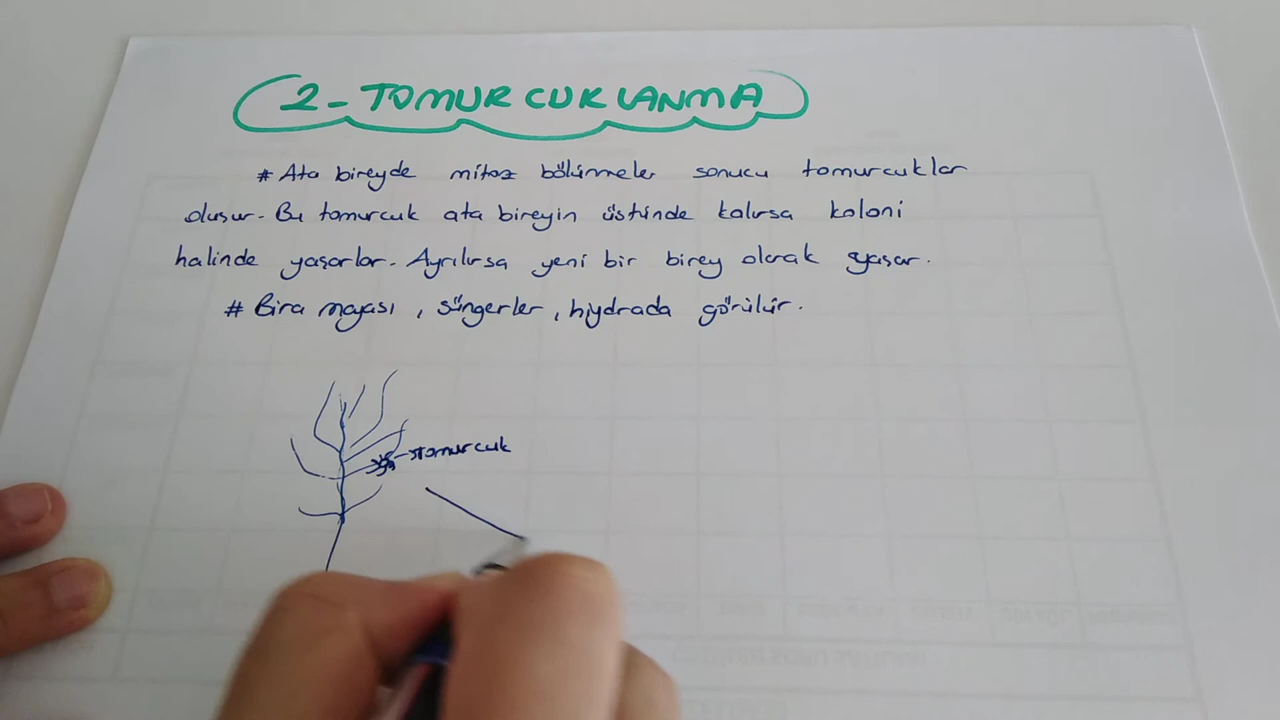 2- TOMURCUKLANMA
# Ata bireyde mitoz bölünmeler sonucu tomurcuklar
oluşur. Bu tomurcuk ata bireyin üstünde kalırsa koloni
halinde yaşarlar. Ayrılırsa yeni bir birey olarak yaşar.
# Bira mayası, süngerler, hidrada görülür.
tomurcuk